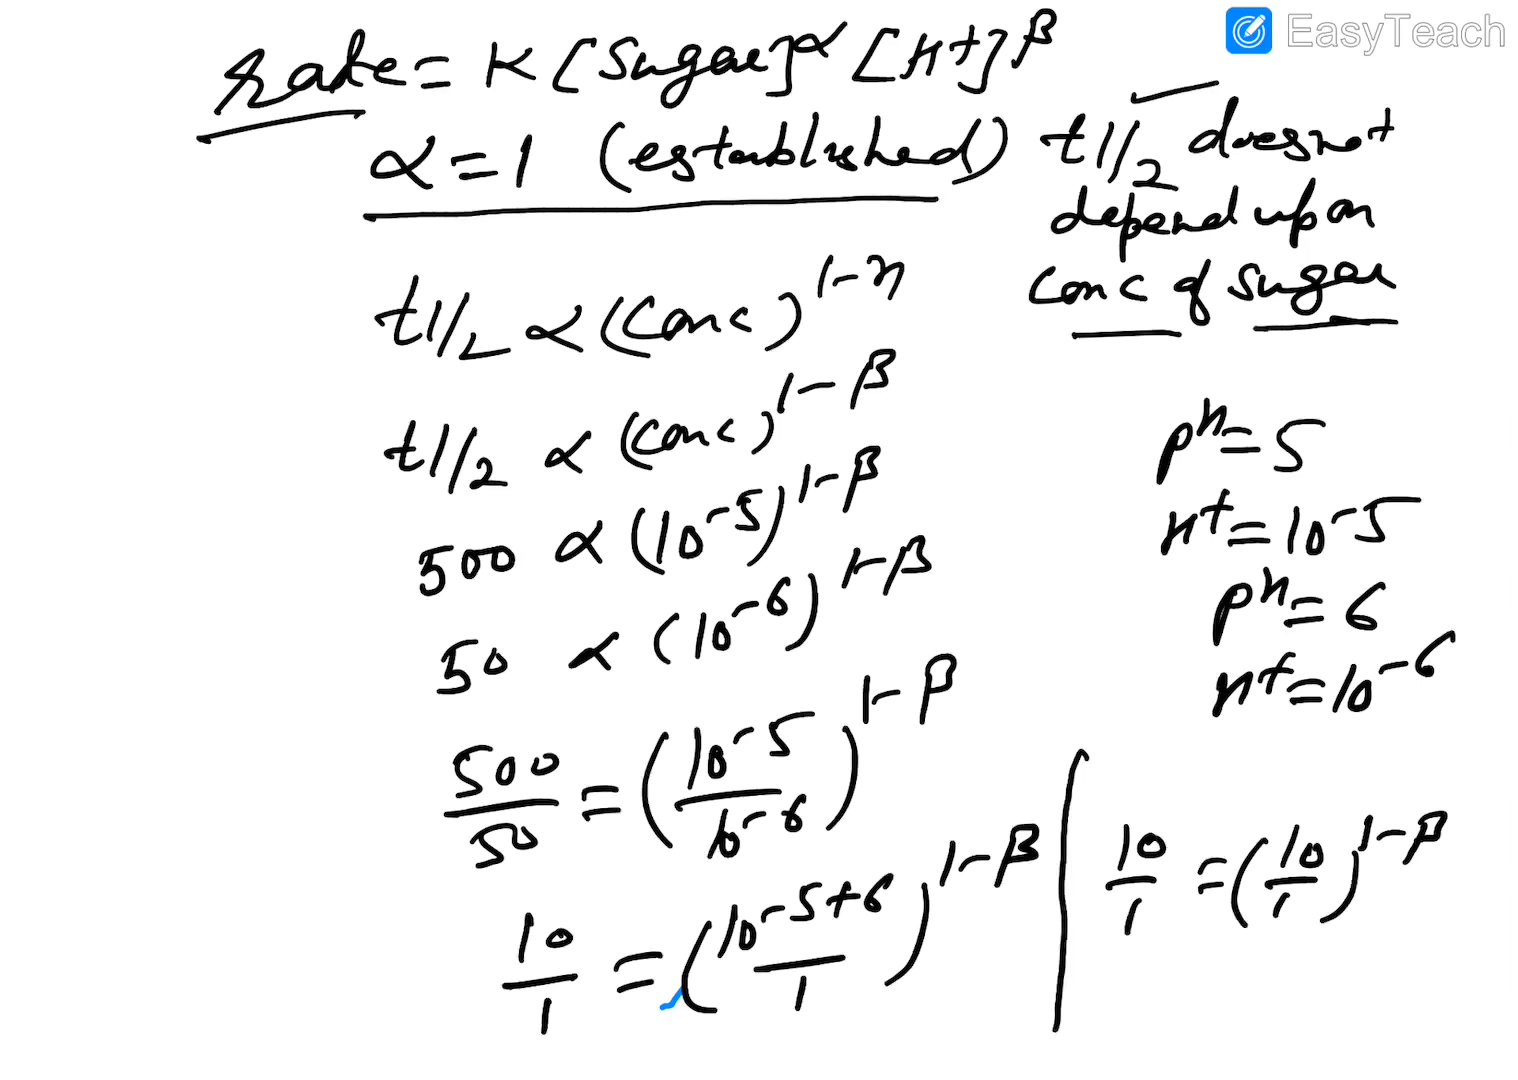 EasyTeach
rate = K [Sugar]^α [H+]^β
α = 1 (established)
t1/2 does not
depend upon
conc of sugar
t1/2 α (conc)^1-n
t1/2 α (conc)^1-β
500 α (10^-5)^1-β
50 α (10^-6)^1-β
500/50 = (10^-5/10^-6)^1-β
10/1 = (10^-5+6/1)^1-β
pH = 5
H+ = 10^-5
pH = 6
H+ = 10^-6
10/1 = (10/1)^1-β